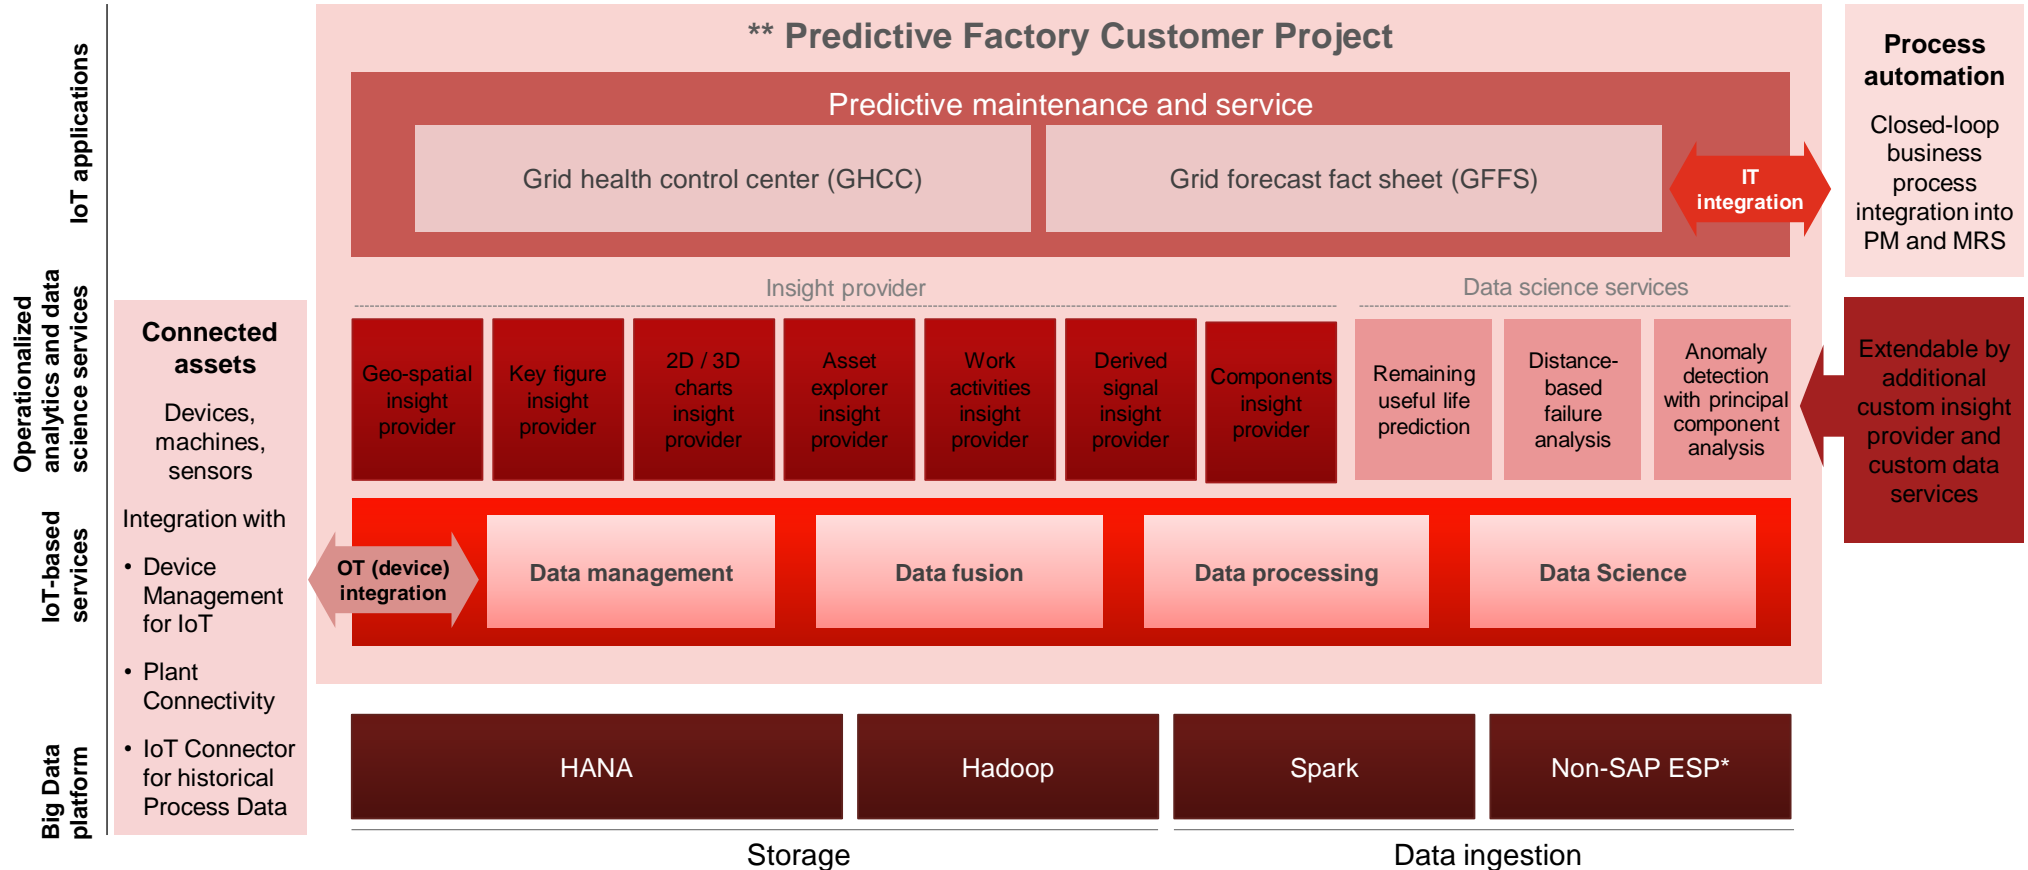 ** Predictive Factory Customer Project
IoT applications
Predictive maintenance and service
Grid health control center (GHCC)
Grid forecast fact sheet (GFFS)
IT
integration
Process
automation
Closed-loop
business
process
integration into
PM and MRS
Operationalized
analytics and data
science services
Insight provider
Data science services
Geo-spatial
insight
provider
Key figure
insight
provider
2D / 3D
charts
insight
provider
Asset
explorer
insight
provider
Work
activities
insight
provider
Derived
signal
insight
provider
Components
insight
provider
Remaining
useful life
prediction
Distance-
based
failure
analysis
Anomaly
detection
with principal
component
analysis
Extendable by
additional
custom insight
provider and
custom data
services
Connected
assets
Devices,
machines,
sensors
Integration with
• Device
Management
for IoT
• Plant
Connectivity
• IoT Connector
for historical
Process Data
IoT-based
services
OT (device)
integration
Data management
Data fusion
Data processing
Data Science
Big Data
platform
HANA
Hadoop
Spark
Non-SAP ESP*
Storage
Data ingestion